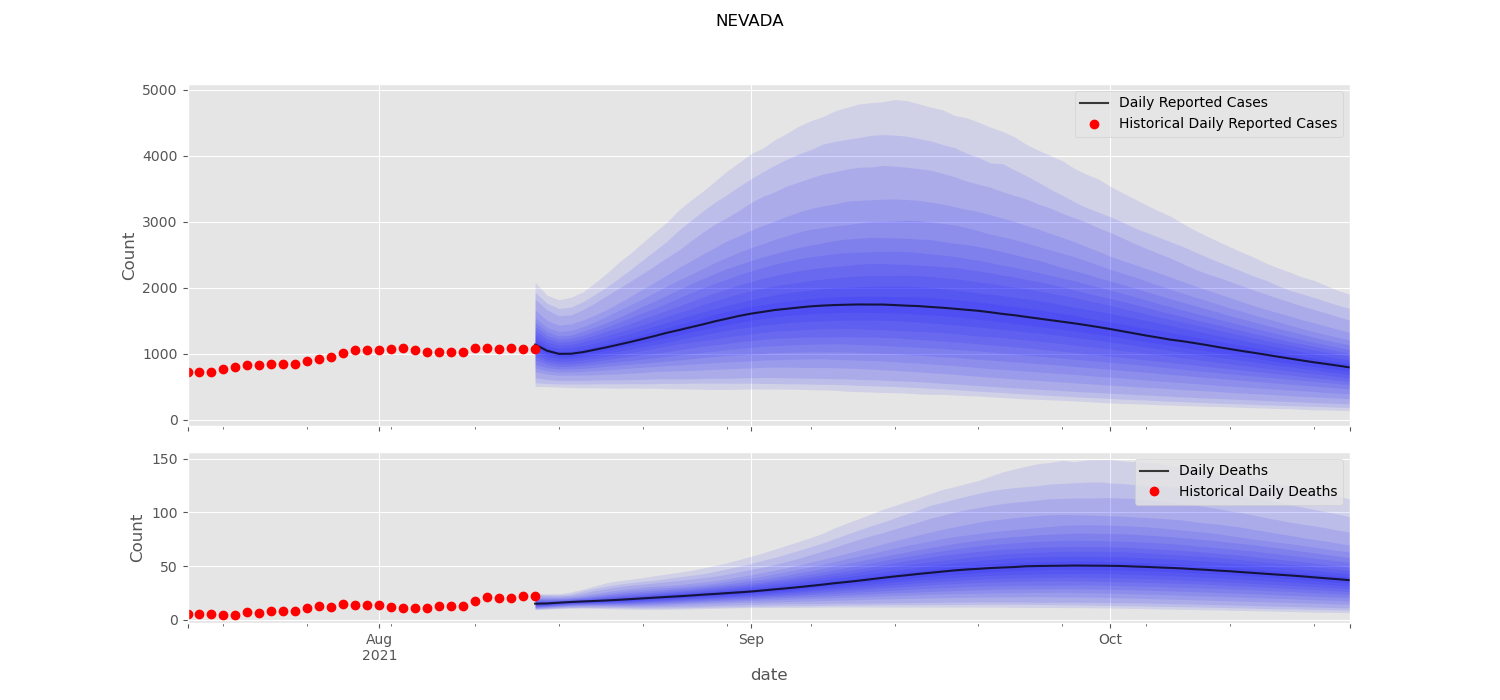 NEVADA
5000
4000
3000
2000
1000
0
Count
Daily Reported Cases
Historical Daily Reported Cases
150
100
50
0
Count
Daily Deaths
Historical Daily Deaths
Aug
2021
Sep
Oct
date